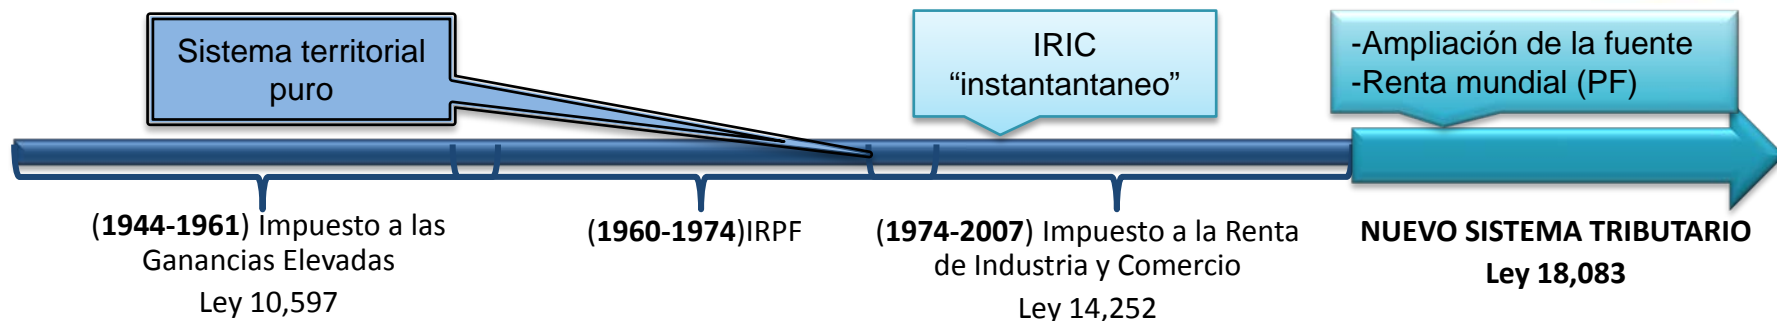 Sistema territorial
puro
IRIC
“instantantaneo”
-Ampliación de la fuente
-Renta mundial (PF)
(1944-1961) Impuesto a las
Ganancias Elevadas
Ley 10,597
(1960-1974)IRPF
(1974-2007) Impuesto a la Renta
de Industria y Comercio
Ley 14,252
NUEVO SISTEMA TRIBUTARIO
Ley 18,083